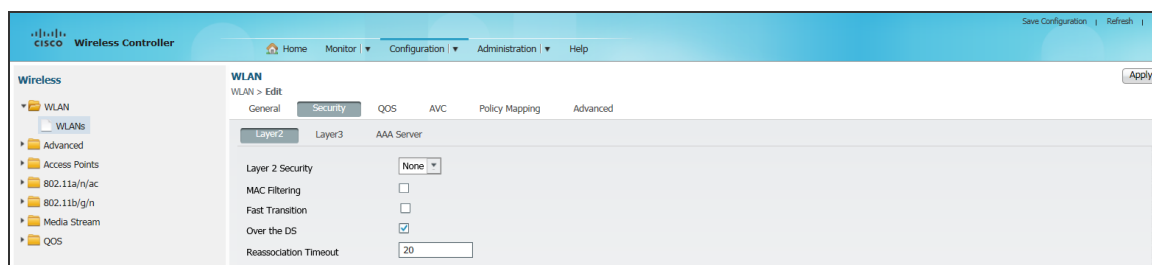 Save Configuration | Refresh |
CISCO Wireless Controller
Home Monitor | Configuration | Administration | Help
Wireless
WLAN
WLANs
Advanced
Access Points
802.11a/n/ac
802.11b/g/n
Media Stream
QOS
WLAN
Apply
WLAN > Edit
General Security QOS AVC Policy Mapping Advanced
Layer2 Layer3 AAA Server
Layer 2 Security None
MAC Filtering
Fast Transition
Over the DS
Reassociation Timeout 20